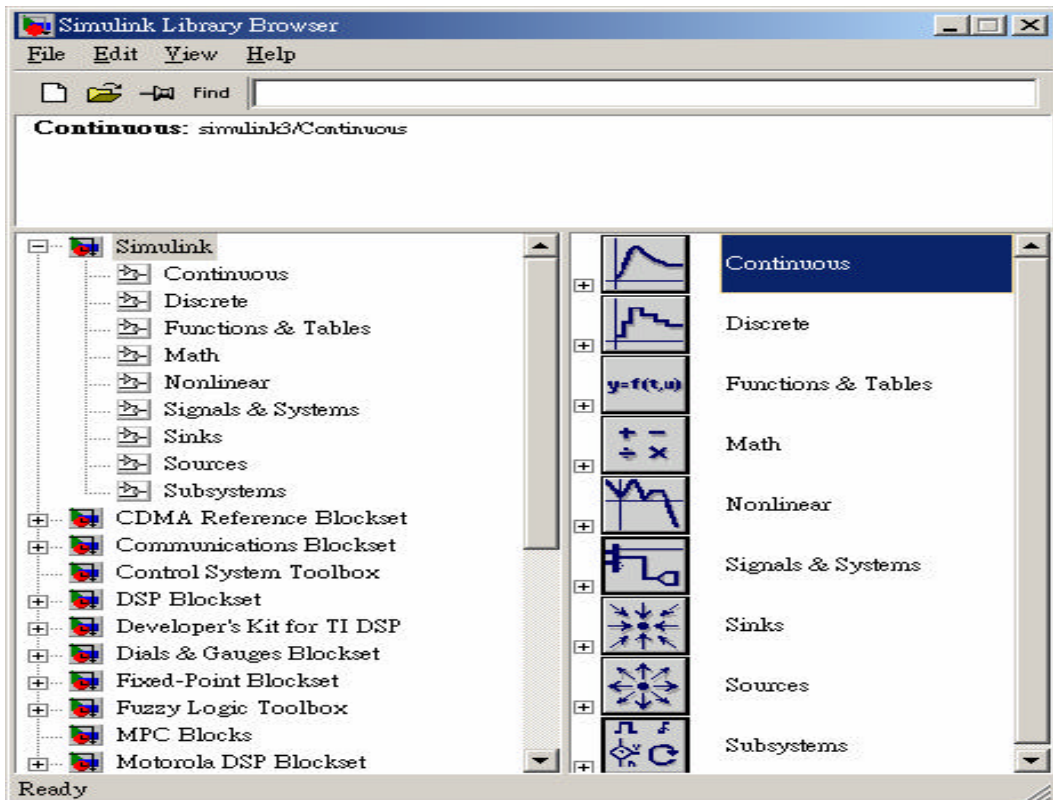 Simulink Library Browser
File Edit View Help
Find
Continuous: simulink3/Continuous
Simulink
Continuous
Discrete
Functions & Tables
Math
Nonlinear
Signals & Systems
Sinks
Sources
Subsystems
CDMA Reference Blockset
Communications Blockset
Control System Toolbox
DSP Blockset
Developer's Kit for TI DSP
Dials & Gauges Blockset
Fixed-Point Blockset
Fuzzy Logic Toolbox
MPC Blocks
Motorola DSP Blockset
Continuous
Discrete
y=f(t,u) Functions & Tables
+ − ÷ × Math
Nonlinear
Signals & Systems
Sinks
Sources
Subsystems
Ready